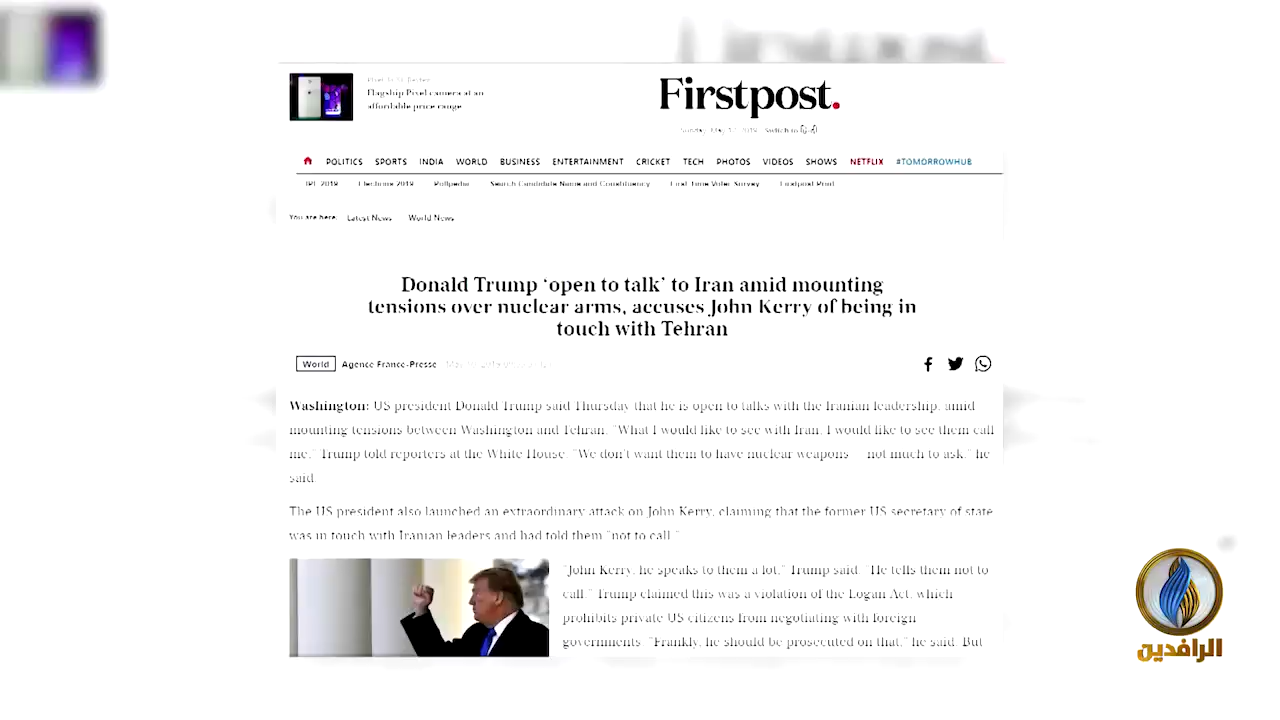 Flagship Pixel camera at an
affordable price range
Firstpost.
Switch to हिंदी
POLITICS SPORTS INDIA WORLD BUSINESS ENTERTAINMENT CRICKET TECH PHOTOS VIDEOS SHOWS NETFLIX #TOMORROWHUB
IPL 2019 Elections 2019 Pollpedia Search Candidate Name and Constituency First Time Voter Survey Firstpost Print
You are here: Latest News World News
Donald Trump ‘open to talk’ to Iran amid mounting
tensions over nuclear arms, accuses John Kerry of being in
touch with Tehran
World Agence France-Presse
Washington: US president Donald Trump said Thursday that he is open to talks with the Iranian leadership, amid
mounting tensions between Washington and Tehran. "What I would like to see with Iran, I would like to see them call
me," Trump told reporters at the White House. "We don't want them to have nuclear weapons — not much to ask," he
said.
The US president also launched an extraordinary attack on John Kerry, claiming that the former US secretary of state
was in touch with Iranian leaders and had told them "not to call."
"John Kerry, he speaks to them a lot," Trump said. "He tells them not to
call." Trump claimed this was a violation of the Logan Act, which
prohibits private US citizens from negotiating with foreign
governments. "Frankly, he should be prosecuted on that," he said. But
الرافدين